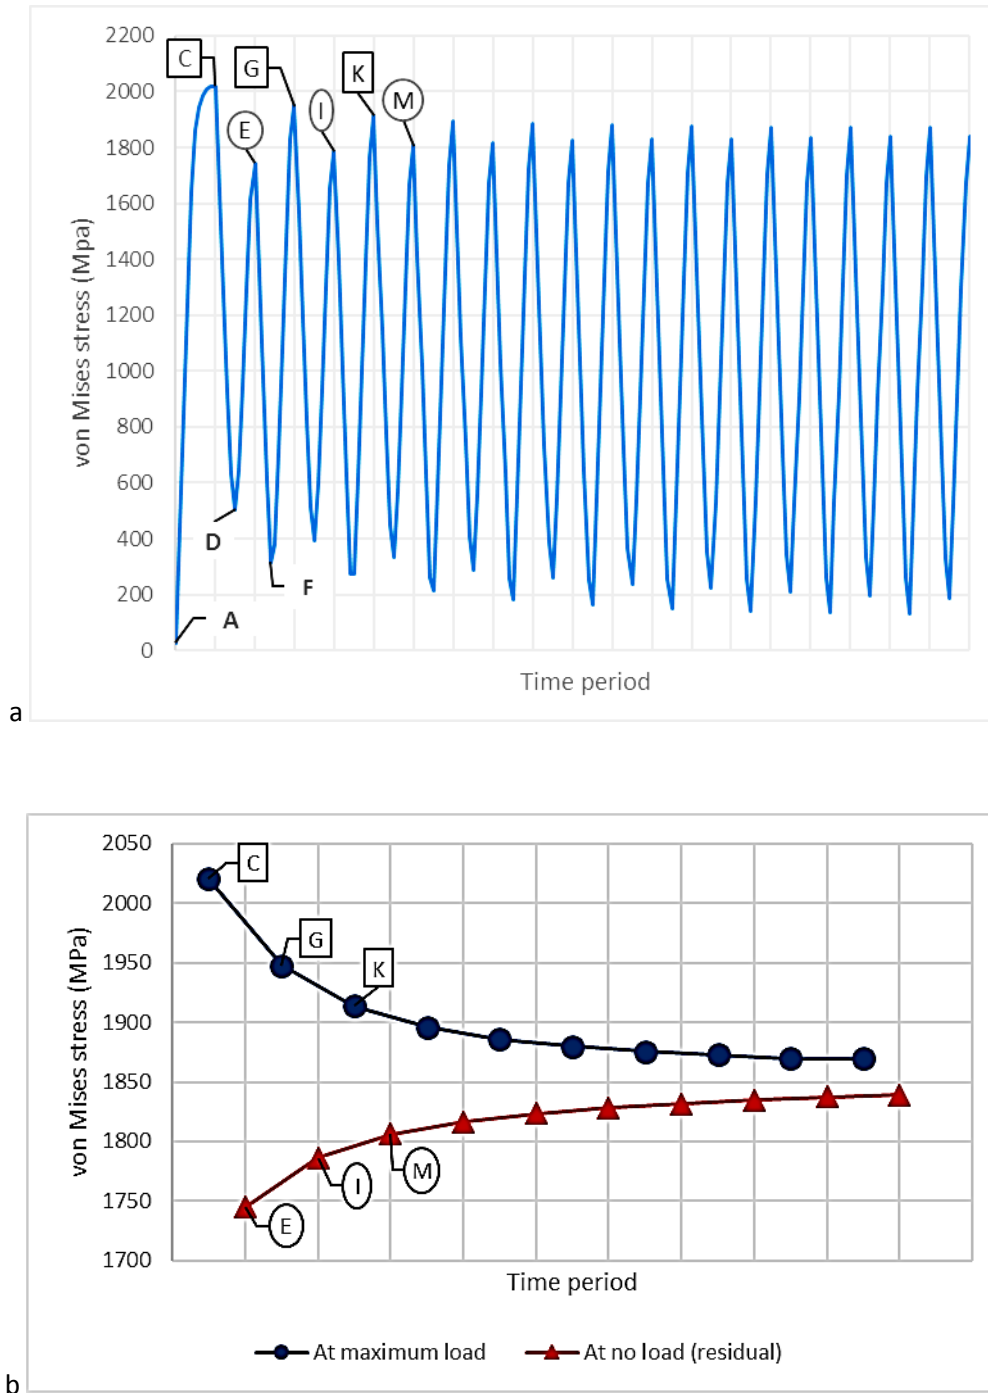 2200
2000
1800
1600
1400
1200
1000
800
600
400
200
0
von Mises stress (Mpa)
C
G
K
E
I
M
D
F
A
Time period
a
2050
2000
1950
1900
1850
1800
1750
1700
von Mises stress (MPa)
C
G
K
M
I
E
Time period
At maximum load
At no load (residual)
b